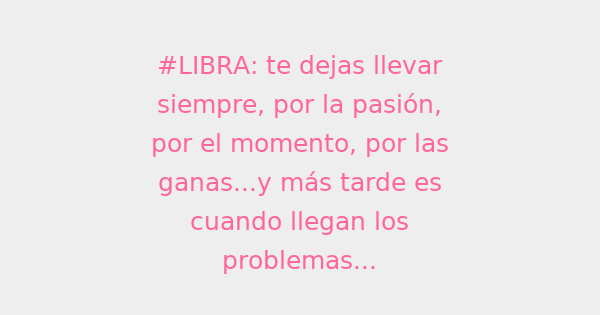 #LIBRA: te dejas llevar
siempre, por la pasión,
por el momento, por las
ganas...y más tarde es
cuando llegan los
problemas...